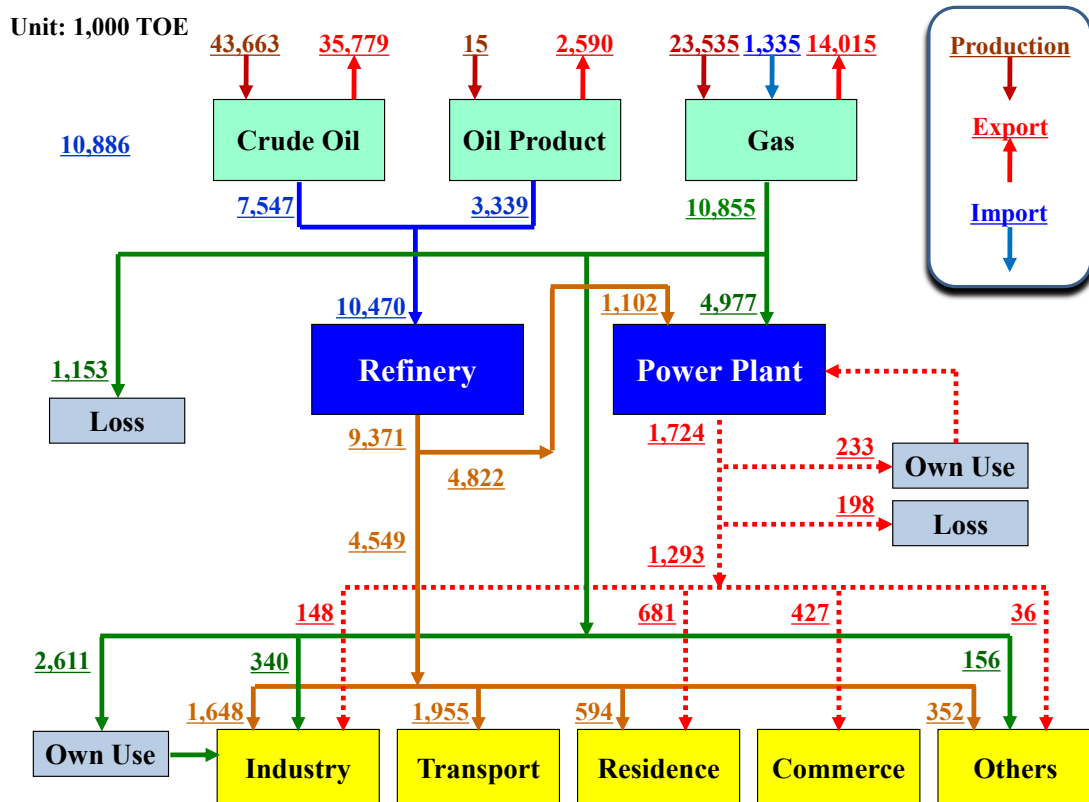 Unit: 1,000 TOE
43,663 35,779 15 2,590 23,535 1,335 14,015
Production
Crude Oil Oil Product Gas
Export
10,886
7,547 3,339 10,855
Import
10,470 1,102 4,977
Refinery Power Plant
1,153
Loss
9,371 1,724
4,822 233 Own Use
198 Loss
4,549 1,293
148 681 427 36
2,611 340 156
1,648 1,955 594 352
Own Use Industry Transport Residence Commerce Others